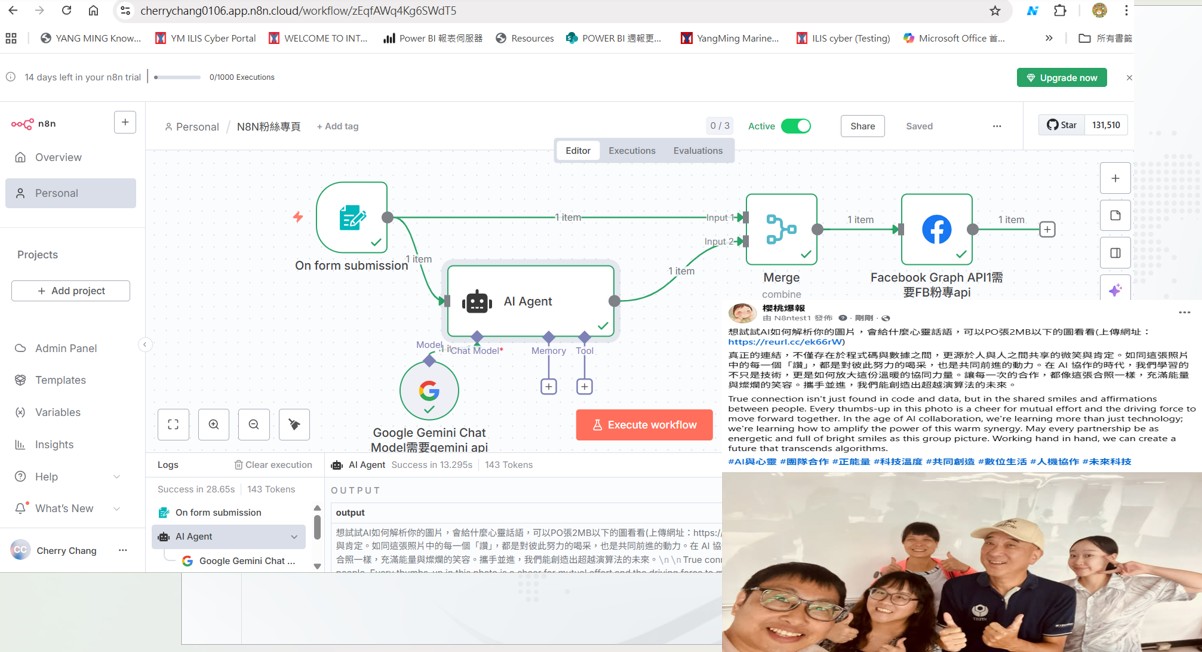 cherrychang0106.app.n8n.cloud/workflow/zEqfAWq4Kg6SWdT5
YANG MING Know...
YM ILIS Cyber Portal
WELCOME TO INT...
Power BI 報表伺服器
Resources
POWER BI 週報更...
YangMing Marine...
ILIS cyber (Testing)
Microsoft Office 首...
»
所有書籤
14 days left in your n8n trial
0/1000 Executions
Upgrade now
n8n
Personal / N8N粉絲專頁
+ Add tag
0 / 3
Active
Share
Saved
...
Star 131,510
Overview
Personal
Projects
+ Add project
Admin Panel
Templates
Variables
Insights
Help
What's New
CC Cherry Chang ...
Editor
Executions
Evaluations
On form submission
1 item
1 item
Input 1
Input 2
AI Agent
1 item
Merge
combine
1 item
Facebook Graph API1需
要FB粉專api
1 item
Model
Chat Model*
Memory
Tool
Google Gemini Chat
Model需要gemini api
Execute workflow
Logs
Clear execution
Success in 28.65s
143 Tokens
On form submission
AI Agent
Google Gemini Chat ...
AI Agent Success in 13.295s | 143 Tokens
OUTPUT
output
想試試AI如何解析你的圖片，會給什麼心靈話語，可以PO張2MB以下的圖看看(上傳網址：https:/
與肯定。如同這張照片中的每一個「讚」，都是對彼此努力的喝采，也是共同前進的動力。在 AI 協
合照一樣，充滿能量與燦爛的笑容。攜手並進，我們能創造出超越演算法的未來。\n \n True conn
櫻桃爆報
由 N8ntest1 發佈 · 剛剛 ·
想試試AI如何解析你的圖片，會給什麼心靈話語，可以PO張2MB以下的圖看看(上傳網址：
https://reurl.cc/ek66rW)
真正的連結，不僅存在於程式碼與數據之間，更源於人與人之間共享的微笑與肯定。如同這張照片
中的每一個「讚」，都是對彼此努力的喝采，也是共同前進的動力。在 AI 協作的時代，我們學習的
不只是技術，更是如何放大這份溫暖的協同力量。讓每一次的合作，都像這張合照一樣，充滿能量
與燦爛的笑容。攜手並進，我們能創造出超越演算法的未來。
True connection isn't just found in code and data, but in the shared smiles and affirmations
between people. Every thumbs-up in this photo is a cheer for mutual effort and the driving force to
move forward together. In the age of AI collaboration, we're learning more than just technology;
we're learning how to amplify the power of this warm synergy. May every partnership be as
energetic and full of bright smiles as this group picture. Working hand in hand, we can create a
future that transcends algorithms.
#AI與心靈 #團隊合作 #正能量 #科技溫度 #共同創造 #數位生活 #人機協作 #未來科技